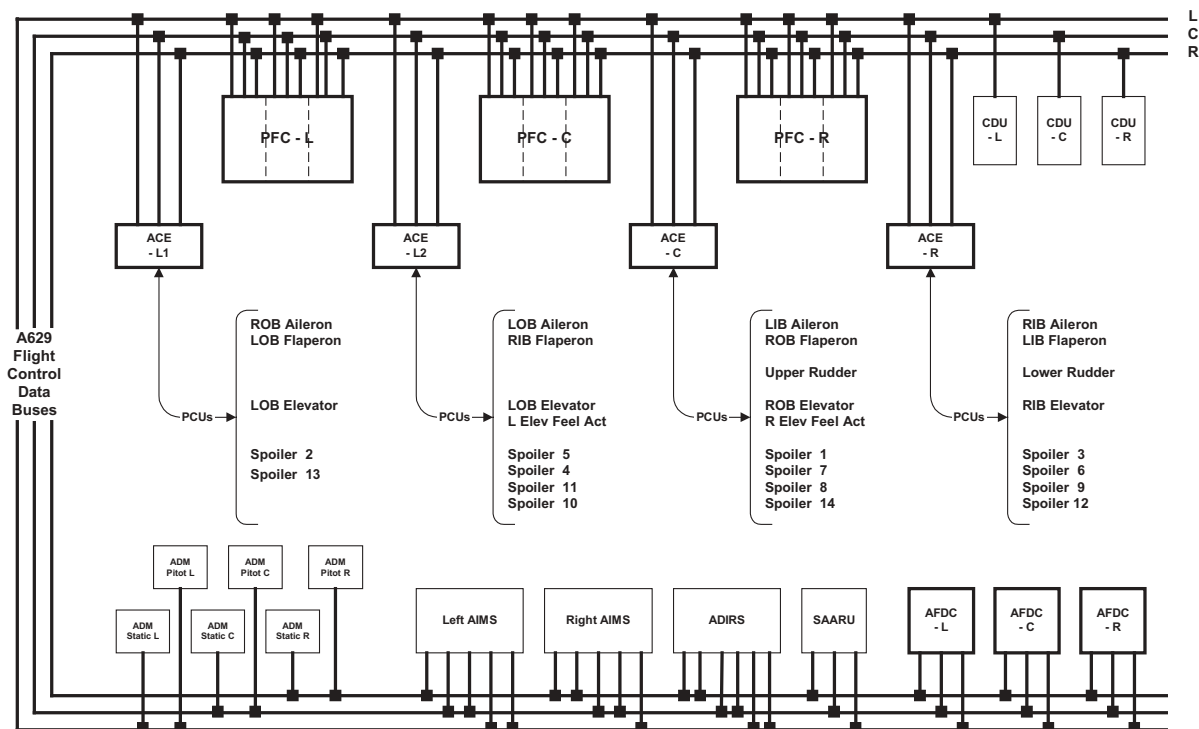 L
C
R
PFC - L
PFC - C
PFC - R
CDU
- L
CDU
- C
CDU
- R
ACE
- L1
ACE
- L2
ACE
- C
ACE
- R
A629
Flight
Control
Data
Buses
PCUs
ROB Aileron
LOB Flaperon
LOB Elevator
Spoiler 2
Spoiler 13
PCUs
LOB Aileron
RIB Flaperon
LOB Elevator
L Elev Feel Act
Spoiler 5
Spoiler 4
Spoiler 11
Spoiler 10
PCUs
LIB Aileron
ROB Flaperon
Upper Rudder
ROB Elevator
R Elev Feel Act
Spoiler 1
Spoiler 7
Spoiler 8
Spoiler 14
PCUs
RIB Aileron
LIB Flaperon
Lower Rudder
RIB Elevator
Spoiler 3
Spoiler 6
Spoiler 9
Spoiler 12
ADM
Pitot L
ADM
Pitot C
ADM
Pitot R
ADM
Static L
ADM
Static C
ADM
Static R
Left AIMS
Right AIMS
ADIRS
SAARU
AFDC
- L
AFDC
- C
AFDC
- R